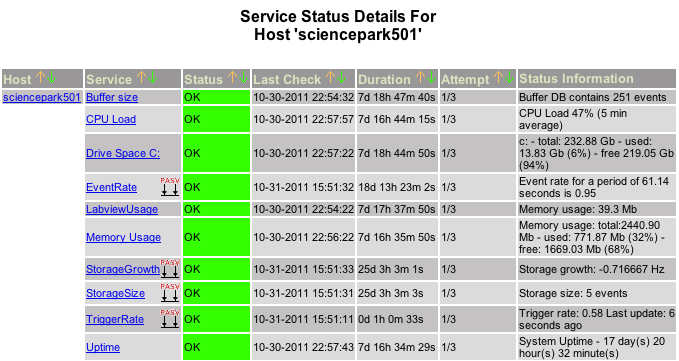 Service Status Details For
Host 'sciencepark501'
Host Service Status Last Check Duration Attempt Status Information
sciencepark501 Buffer size OK 10-30-2011 22:54:32 7d 18h 47m 40s 1/3 Buffer DB contains 251 events
CPU Load OK 10-30-2011 22:57:57 7d 16h 44m 15s 1/3 CPU Load 47% (5 min
average)
Drive Space C: OK 10-30-2011 22:57:22 7d 18h 44m 50s 1/3 c: - total: 232.88 Gb - used:
13.83 Gb (6%) - free 219.05 Gb
(94%)
EventRate PASV OK 10-31-2011 15:51:32 18d 13h 23m 2s 1/3 Event rate for a period of 61.14
seconds is 0.95
LabviewUsage OK 10-30-2011 22:54:22 7d 17h 37m 50s 1/3 Memory usage: 39.3 Mb
Memory Usage OK 10-30-2011 22:56:22 7d 16h 35m 50s 1/3 Memory usage: total:2440.90
Mb - used: 771.87 Mb (32%) -
free: 1669.03 Mb (68%)
StorageGrowth PASV OK 10-31-2011 15:51:33 25d 3h 3m 1s 1/3 Storage growth: -0.716667 Hz
StorageSize PASV OK 10-31-2011 15:51:31 25d 3h 3m 3s 1/3 Storage size: 5 events
TriggerRate PASV OK 10-31-2011 15:51:11 0d 1h 0m 33s 1/3 Trigger rate: 0.58 Last update: 6
seconds ago
Uptime OK 10-30-2011 22:57:43 7d 16h 34m 29s 1/3 System Uptime - 17 day(s) 20
hour(s) 32 minute(s)